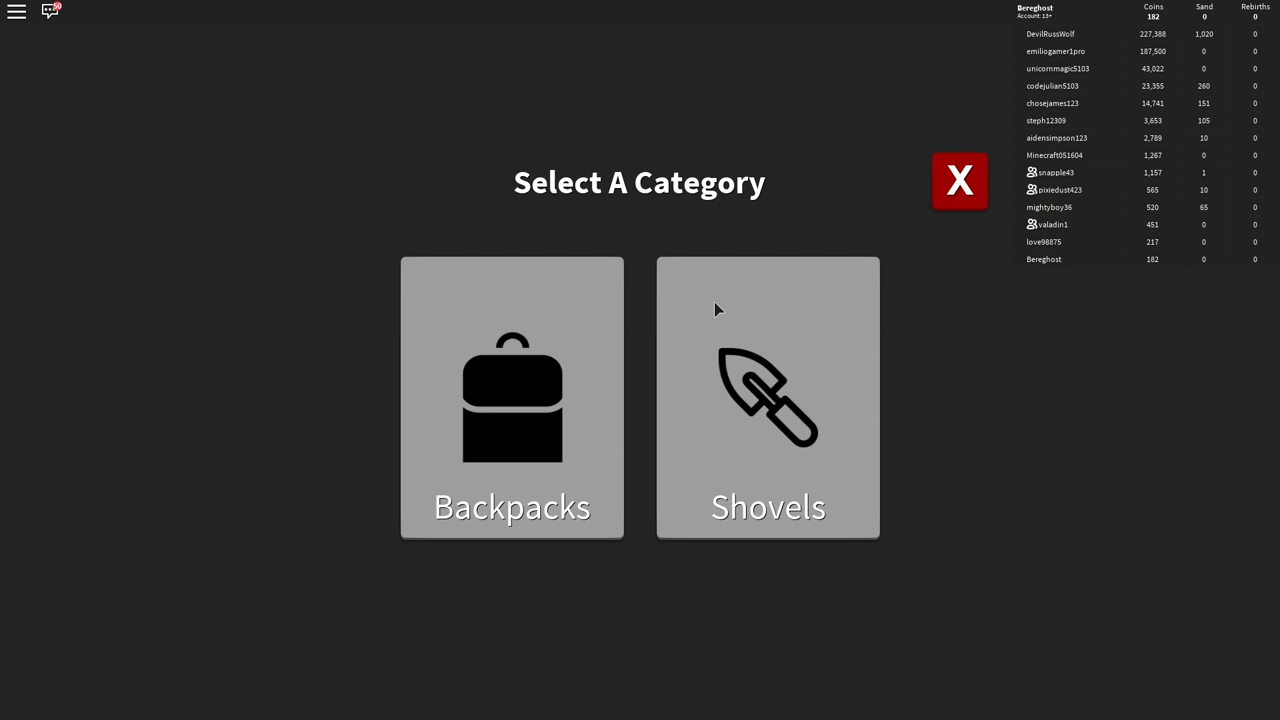 50
Bereghost
Account: 13+
Coins
182
Sand
0
Rebirths
0
DevilRussWolf 227,388 1,020 0
emiliogamer1pro 187,500 0 0
unicornmagic5103 43,022 0 0
codejulian5103 23,355 260 0
chosejames123 14,741 151 0
steph12309 3,653 105 0
aidensimpson123 2,789 10 0
Minecraft051604 1,267 0 0
snapple43 1,157 1 0
pixiedust423 565 10 0
mightyboy36 520 65 0
valadin1 451 0 0
love98875 217 0 0
Bereghost 182 0 0
Select A Category
X
Backpacks
Shovels